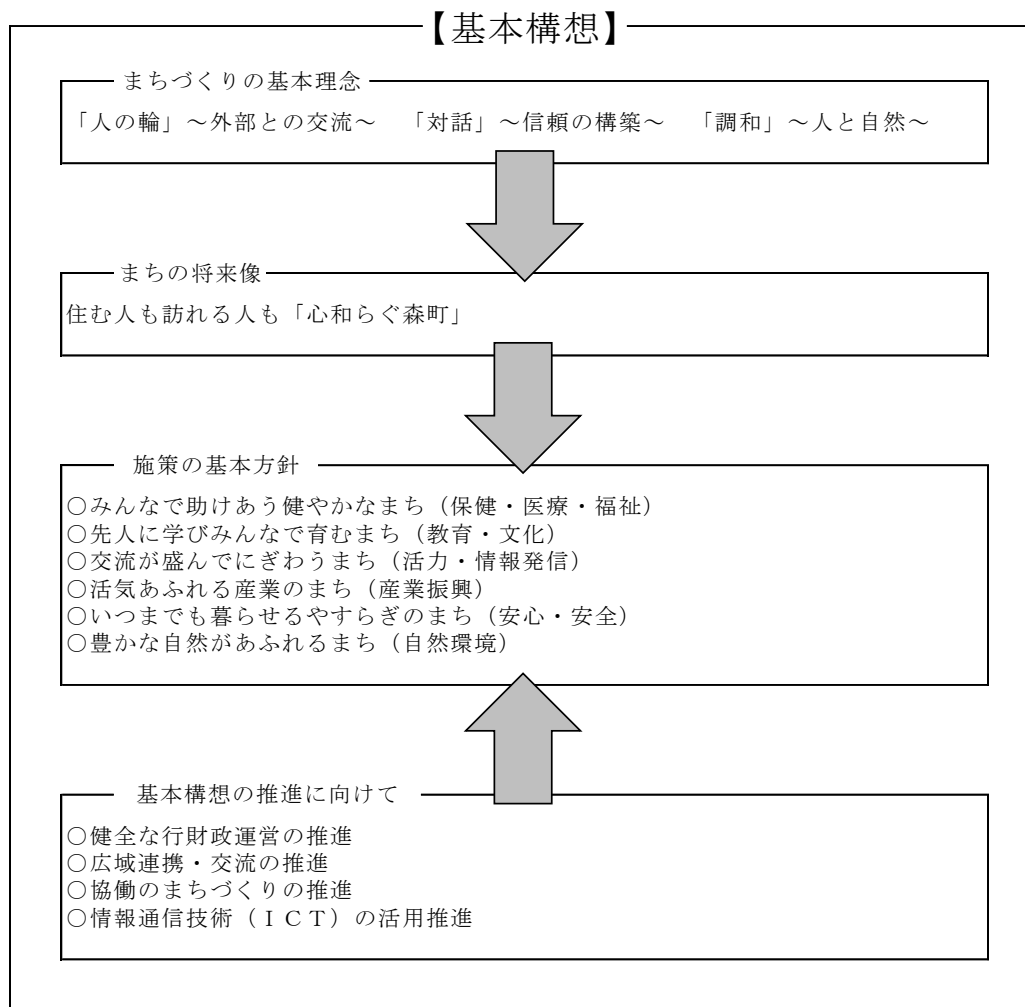 【基本構想】
まちづくりの基本理念
「人の輪」～外部との交流～　「対話」～信頼の構築～　「調和」～人と自然～
まちの将来像
住む人も訪れる人も「心和らぐ森町」
施策の基本方針
○みんなで助けあう健やかなまち（保健・医療・福祉）
○先人に学びみんなで育むまち（教育・文化）
○交流が盛んでにぎわうまち（活力・情報発信）
○活気あふれる産業のまち（産業振興）
○いつまでも暮らせるやすらぎのまち（安心・安全）
○豊かな自然があふれるまち（自然環境）
基本構想の推進に向けて
○健全な行財政運営の推進
○広域連携・交流の推進
○協働のまちづくりの推進
○情報通信技術（ＩＣＴ）の活用推進